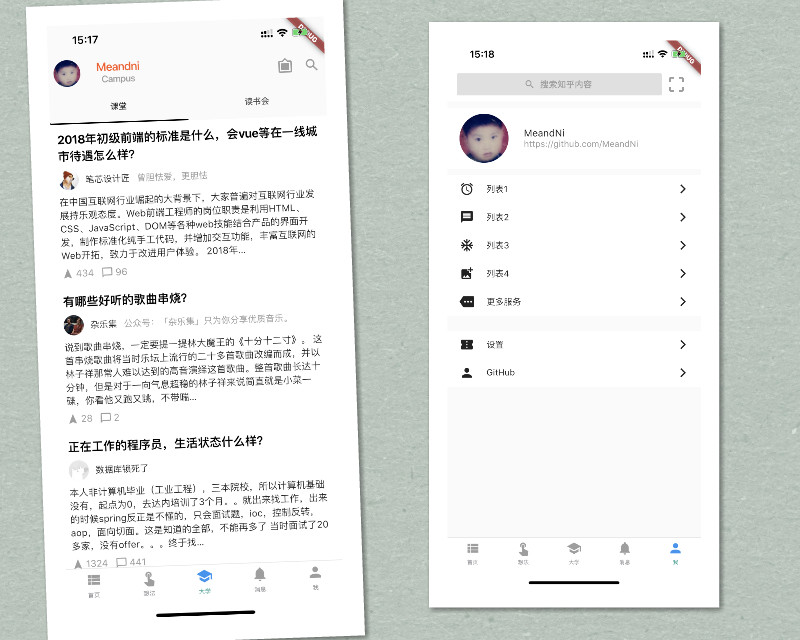 15:17
DEBUG
Meandni
Campus
课堂
读书会
2018年初级前端的标准是什么，会vue等在一线城
市待遇怎么样?
笔芯设计匠 曾胆怯爱，更胆怯
在中国互联网行业崛起的大背景下，大家普遍对互联网行业发
展持乐观态度。Web前端工程师的岗位职责是利用HTML、
CSS、JavaScript、DOM等各种web技能结合产品的界面开
发，制作标准化纯手工代码，并增加交互功能，丰富互联网的
Web开拓，致力于改进用户体验。 2018年...
434 96
有哪些好听的歌曲串烧?
杂乐集 公众号：「杂乐集」只为你分享优质音乐。
说到歌曲串烧，一定要提一提林大魔王的《十分十二寸》。 这
首串烧歌曲将当时乐坛上流行的二十多首歌曲改编而成，并以
林子祥那常人难以达到的高音演绎这首歌曲。整首歌曲长达十
分钟，但是对于一向气息超稳的林子祥来说简直就是小菜一
碟，你看他又跑又跳，不带喘...
28 2
正在工作的程序员，生活状态什么样?
数据库锁死了
本人非计算机毕业（工业工程），三本院校，所以计算机基础
没有，起点为0，去达内培训了3个月。。就出来找工作，出来
的时候spring反正是不懂的，只会面试题，ioc，控制反转，
aop，面向切面。这是知道的全部，不能再多了 当时面试了20
多家，没有offer。。。终于找...
1324 441
首页
想法
大学
消息
我
15:18
DEBUG
搜索知乎内容
MeandNi
https://github.com/MeandNi
列表1
列表2
列表3
列表4
更多服务
设置
GitHub
首页
想法
大学
消息
我